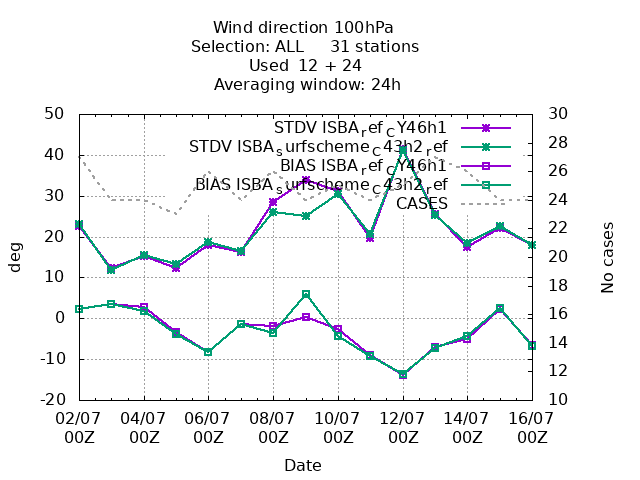 Wind direction 100hPa
Selection: ALL 31 stations
Used 12 + 24
Averaging window: 24h
50 30
STDV ISBA_ref_CY46h1
28
STDV ISBA_surfscheme_C43h2_ref
40
26
BIAS ISBA_ref_CY46h1
BIAS ISBA_surfscheme_C43h2_ref
30
24
CASES
22
20
20
deg
No cases
10
18
0
16
-10
14
12
-20 10
02/07 04/07 06/07 08/07 10/07 12/07 14/07 16/07
00Z 00Z 00Z 00Z 00Z 00Z 00Z 00Z
Date